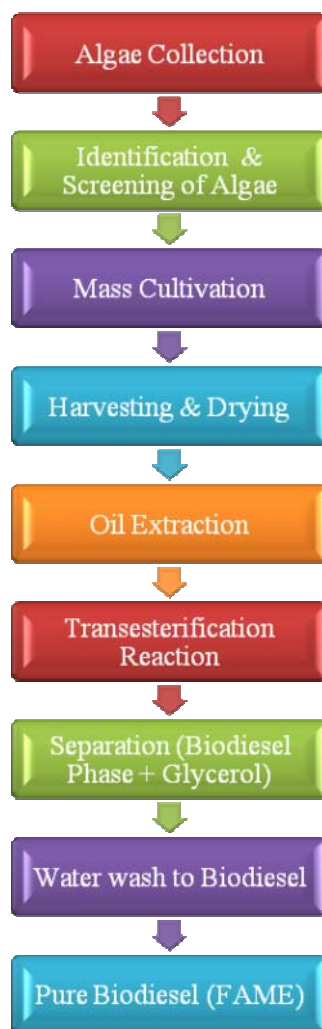 Algae Collection
Identification &
Screening of Algae
Mass Cultivation
Harvesting & Drying
Oil Extraction
Transesterification
Reaction
Separation (Biodiesel
Phase + Glycerol)
Water wash to Biodiesel
Pure Biodiesel (FAME)